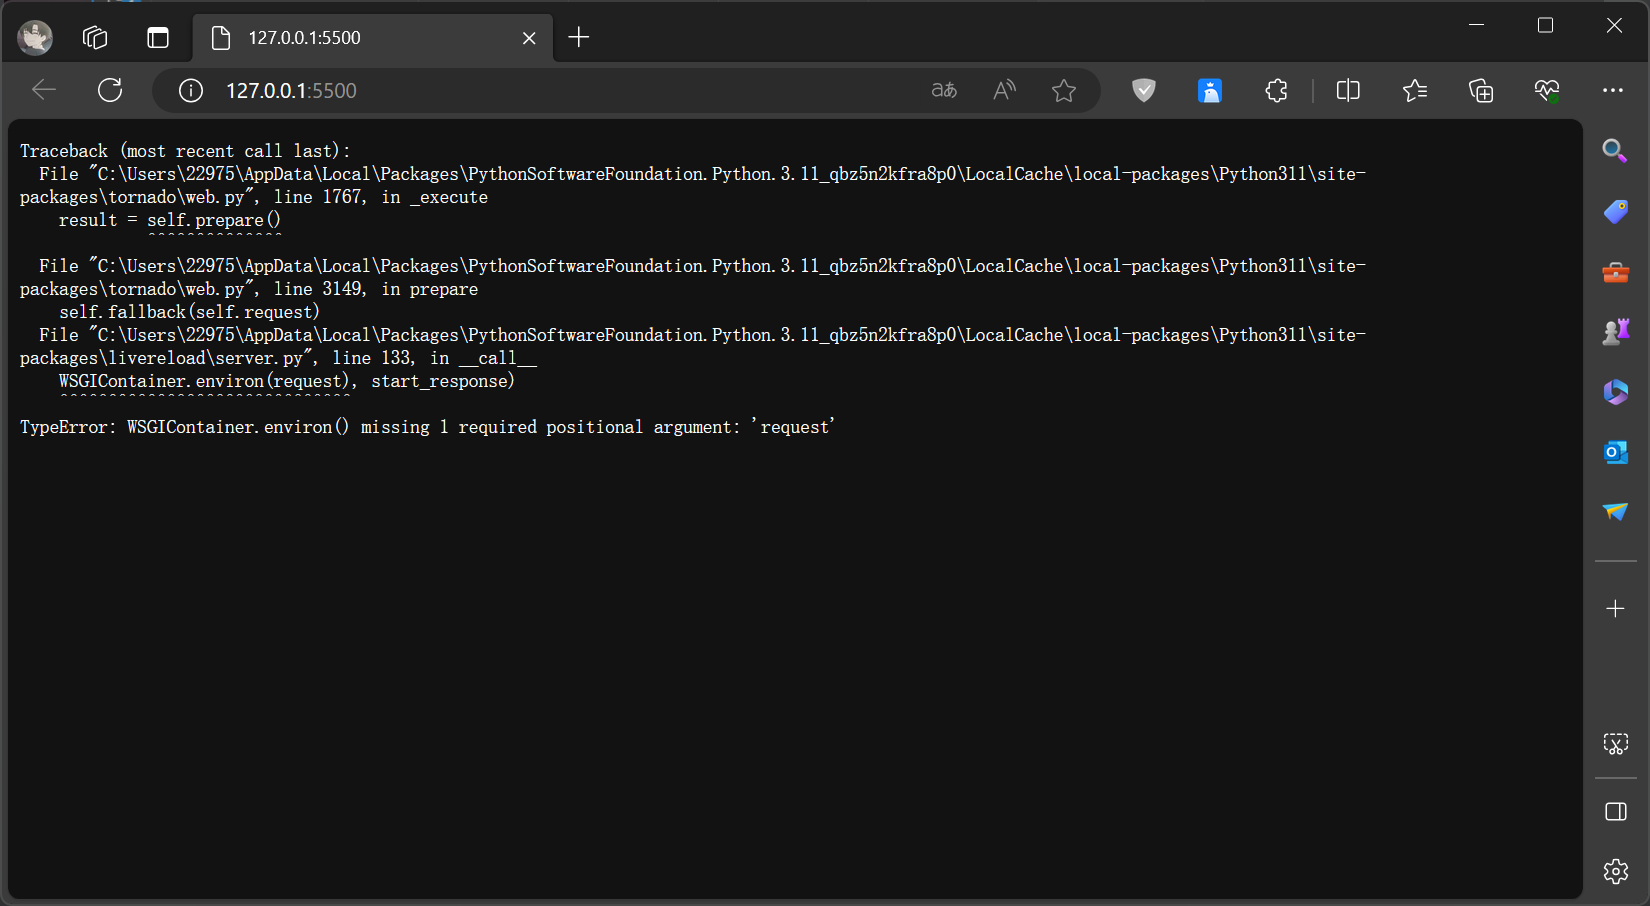 127.0.0.1:5500
127.0.0.1:5500
aあ
Traceback (most recent call last):
  File "C:\Users\22975\AppData\Local\Packages\PythonSoftwareFoundation.Python.3.11_qbz5n2kfra8p0\LocalCache\local-packages\Python311\site-
packages\tornado\web.py", line 1767, in _execute
    result = self.prepare()
             ^^^^^^^^^^^^^^
  File "C:\Users\22975\AppData\Local\Packages\PythonSoftwareFoundation.Python.3.11_qbz5n2kfra8p0\LocalCache\local-packages\Python311\site-
packages\tornado\web.py", line 3149, in prepare
    self.fallback(self.request)
  File "C:\Users\22975\AppData\Local\Packages\PythonSoftwareFoundation.Python.3.11_qbz5n2kfra8p0\LocalCache\local-packages\Python311\site-
packages\livereload\server.py", line 133, in __call__
    WSGIContainer.environ(request), start_response)
    ^^^^^^^^^^^^^^^^^^^^^^^^^^^^^^
TypeError: WSGIContainer.environ() missing 1 required positional argument: 'request'